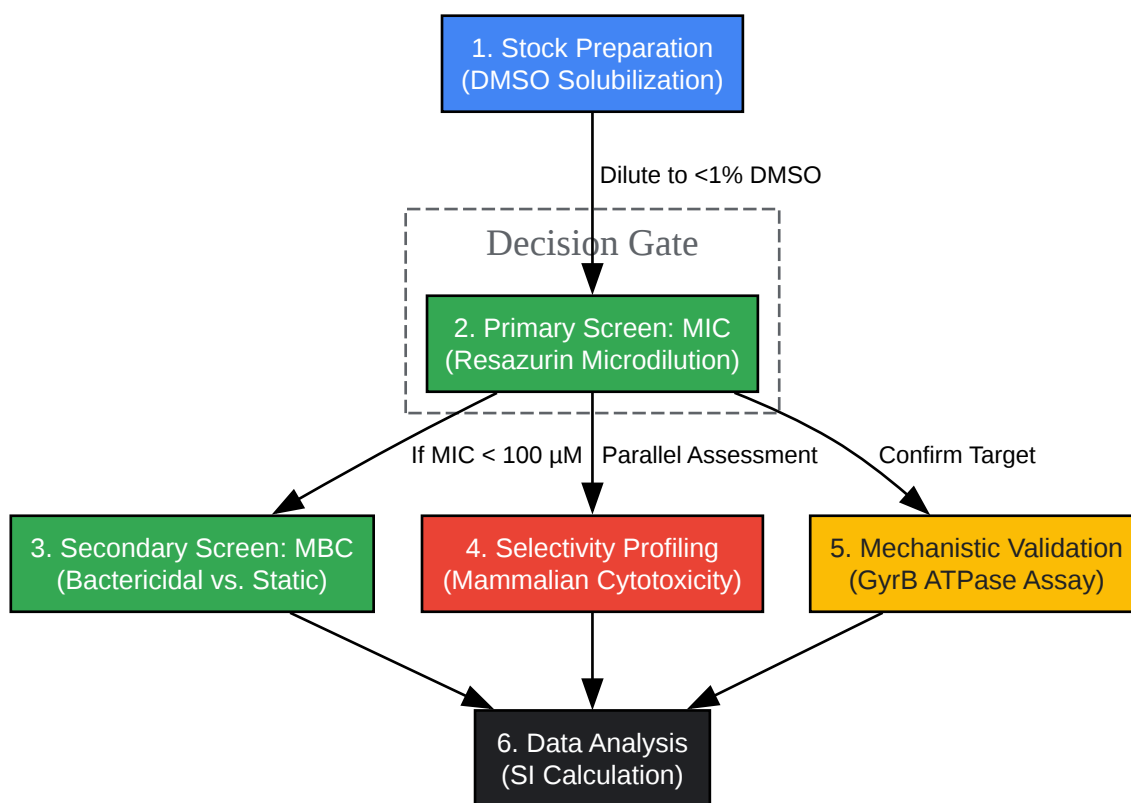 1. Stock Preparation
(DMSO Solubilization)
Dilute to <1% DMSO
Decision Gate
2. Primary Screen: MIC
(Resazurin Microdilution)
If MIC < 100 µM
Parallel Assessment
Confirm Target
3. Secondary Screen: MBC
(Bactericidal vs. Static)
4. Selectivity Profiling
(Mammalian Cytotoxicity)
5. Mechanistic Validation
(GyrB ATPase Assay)
6. Data Analysis
(SI Calculation)